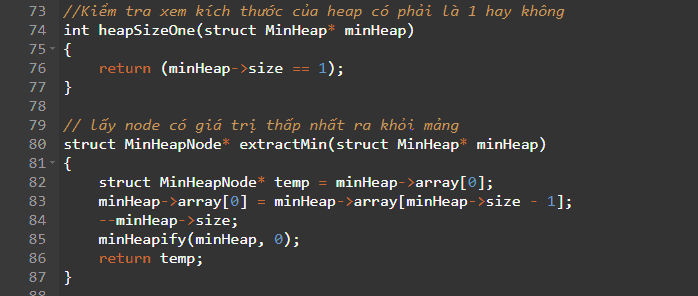 73 //Kiểm tra xem kích thước của heap có phải là 1 hay không
74 int heapSizeOne(struct MinHeap* minHeap)
75 {
76     return (minHeap->size == 1);
77 }
78
79 // lấy node có giá trị thấp nhất ra khỏi mảng
80 struct MinHeapNode* extractMin(struct MinHeap* minHeap)
81 {
82     struct MinHeapNode* temp = minHeap->array[0];
83     minHeap->array[0] = minHeap->array[minHeap->size - 1];
84     --minHeap->size;
85     minHeapify(minHeap, 0);
86     return temp;
87 }
88